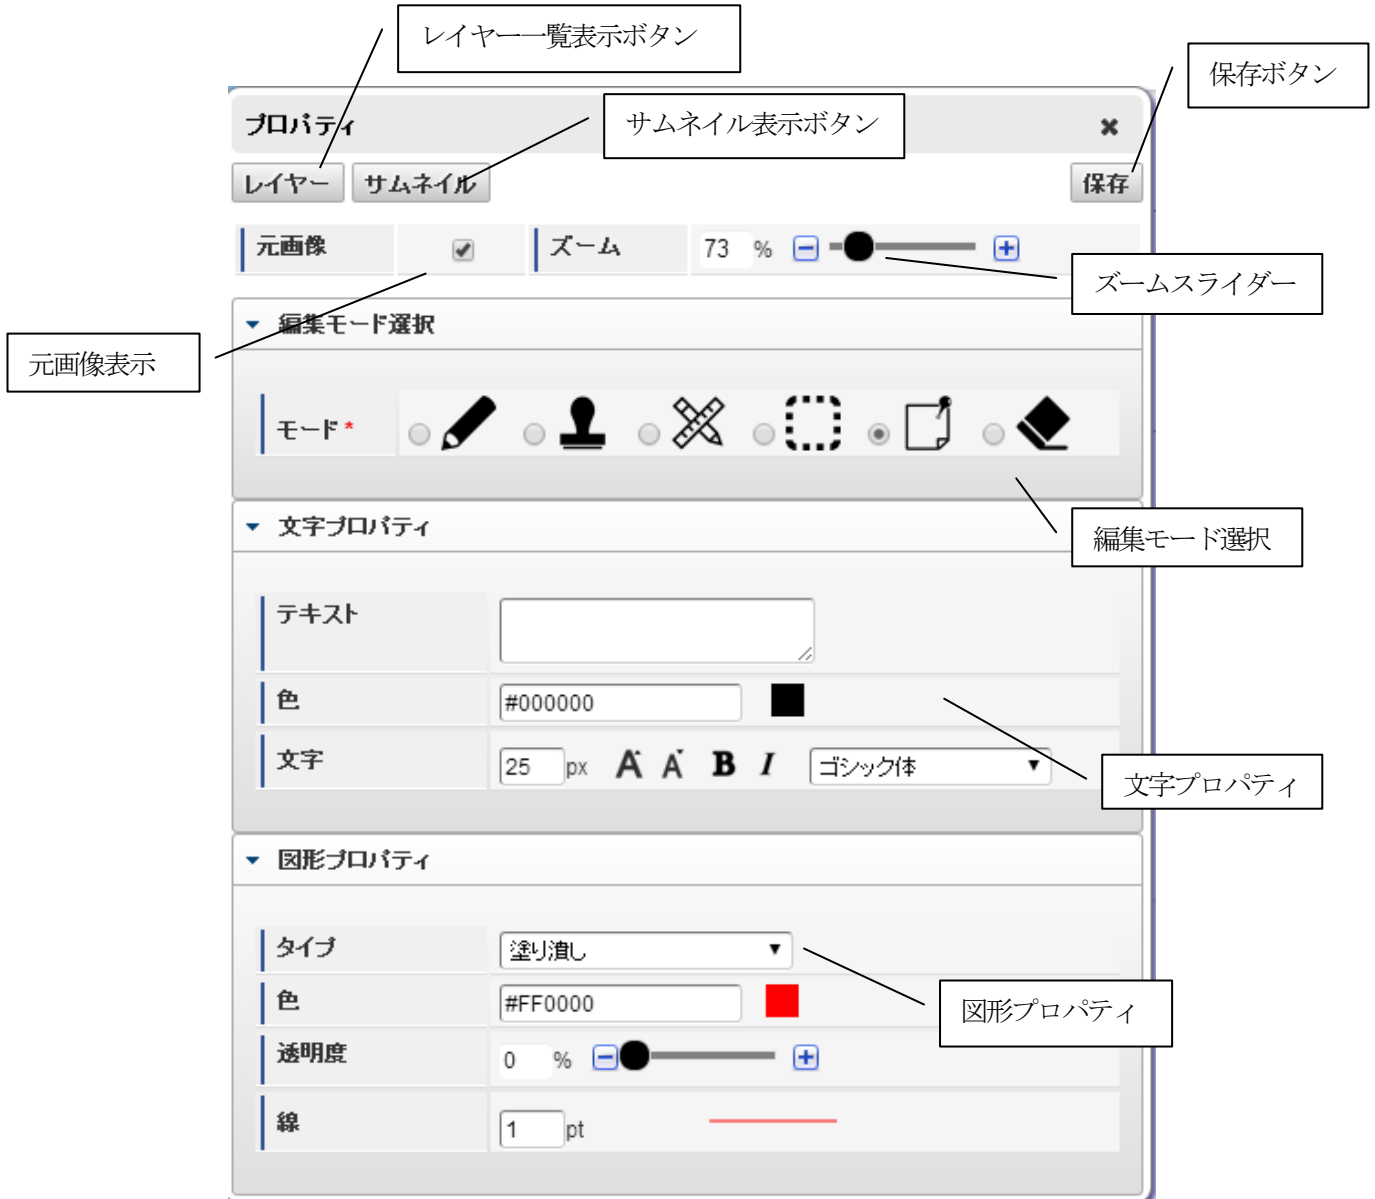 レイヤー一覧表示ボタン
保存ボタン
プロパティ
サムネイル表示ボタン
レイヤー
サムネイル
保存
元画像
ズーム
73 %
ズームスライダー
編集モード選択
元画像表示
モード*
文字プロパティ
編集モード選択
テキスト
色
#000000
文字
25 px
A A B I
ゴシック体
文字プロパティ
図形プロパティ
タイプ
塗り潰し
色
#FF0000
図形プロパティ
透明度
0 %
線
1 pt